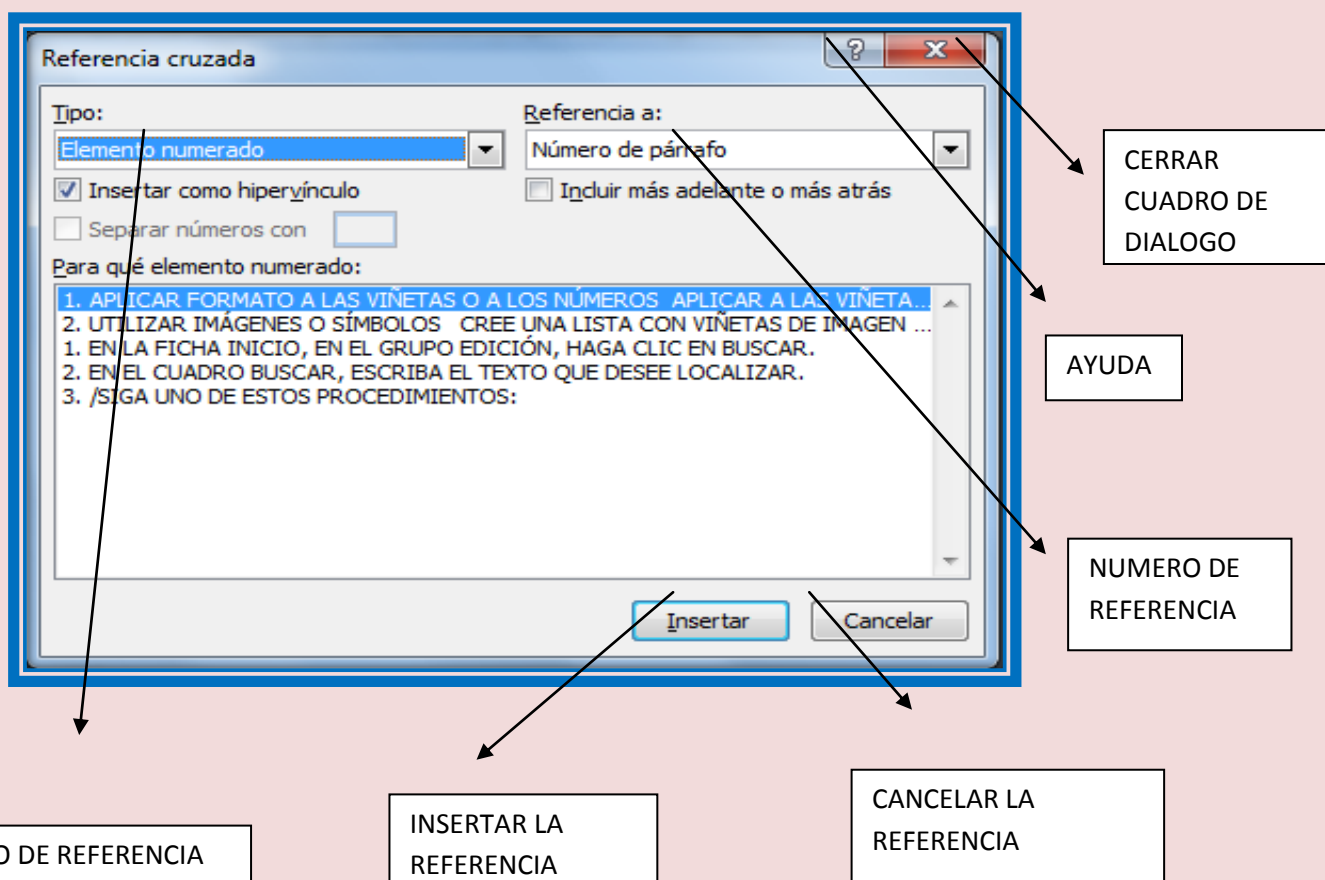 Referencia cruzada
?
Tipo:
Referencia a:
Elemento numerado
Número de párrafo
Insertar como hipervínculo
Incluir más adelante o más atrás
Separar números con
Para qué elemento numerado:
1. APLICAR FORMATO A LAS VIÑETAS O A LOS NÚMEROS APLICAR A LAS VIÑETA...
2. UTILIZAR IMÁGENES O SÍMBOLOS CREE UNA LISTA CON VIÑETAS DE IMAGEN ...
1. EN LA FICHA INICIO, EN EL GRUPO EDICIÓN, HAGA CLIC EN BUSCAR.
2. EN EL CUADRO BUSCAR, ESCRIBA EL TEXTO QUE DESEE LOCALIZAR.
3. /SIGA UNO DE ESTOS PROCEDIMIENTOS:
Insertar
Cancelar
CERRAR
CUADRO DE
DIALOGO
AYUDA
NUMERO DE
REFERENCIA
CANCELAR LA
REFERENCIA
INSERTAR LA
REFERENCIA
O DE REFERENCIA